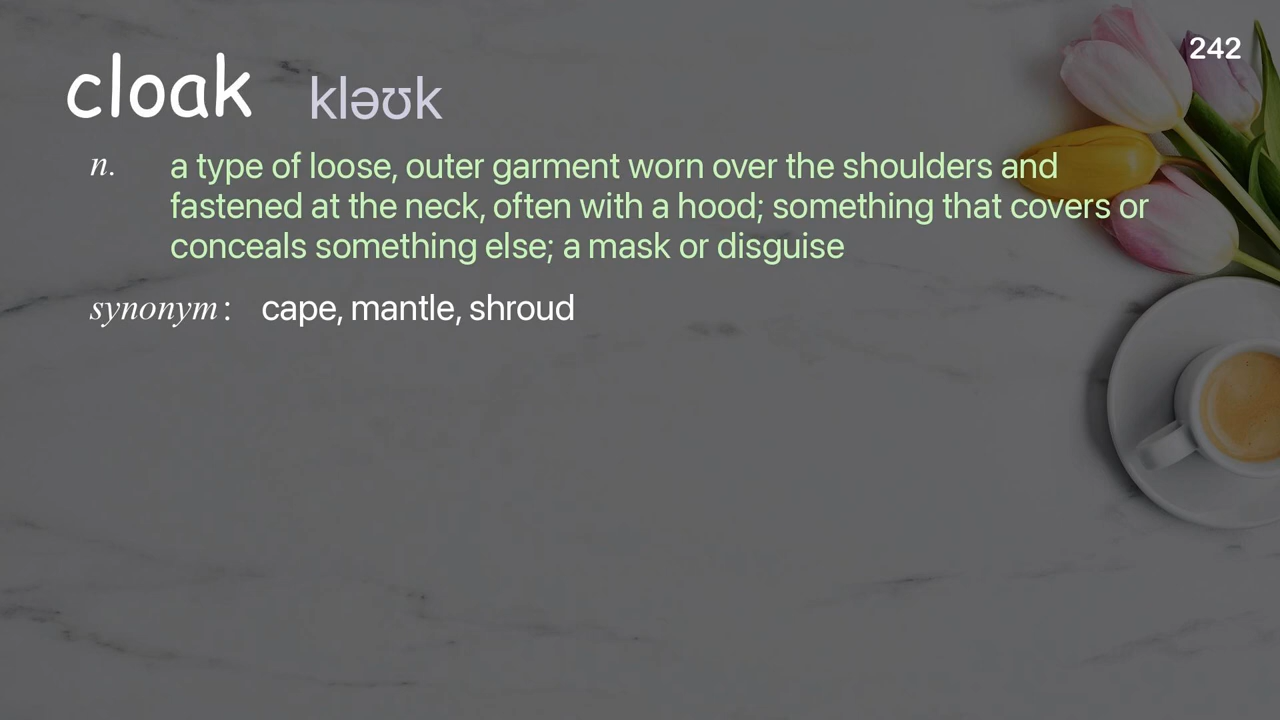 242
cloak kləʊk
n. a type of loose, outer garment worn over the shoulders and
fastened at the neck, often with a hood; something that covers or
conceals something else; a mask or disguise
synonym: cape, mantle, shroud